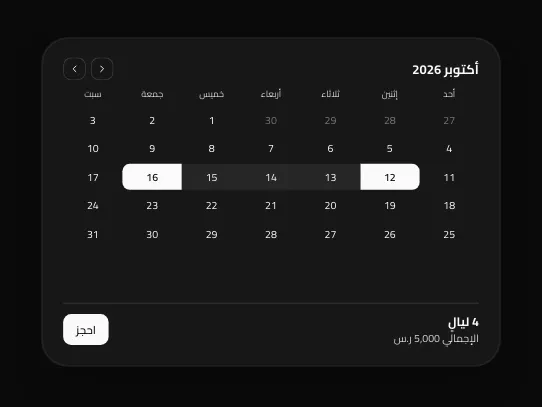 أكتوبر 2026
أحد إثنين ثلاثاء أربعاء خميس جمعة سبت
27 28 29 30 1 2 3
4 5 6 7 8 9 10
11 12 13 14 15 16 17
18 19 20 21 22 23 24
25 26 27 28 29 30 31
4 ليالٍ
الإجمالي 5,000 ر.س
احجز